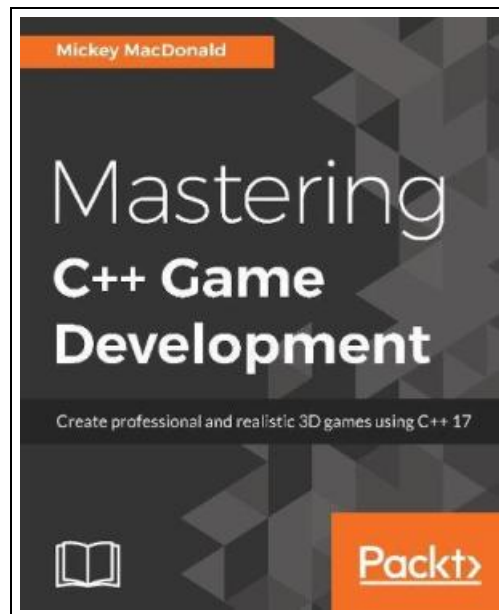 Mickey MacDonald
Mastering
C++ Game
Development
Create professional and realistic 3D games using C++ 17
Packt>